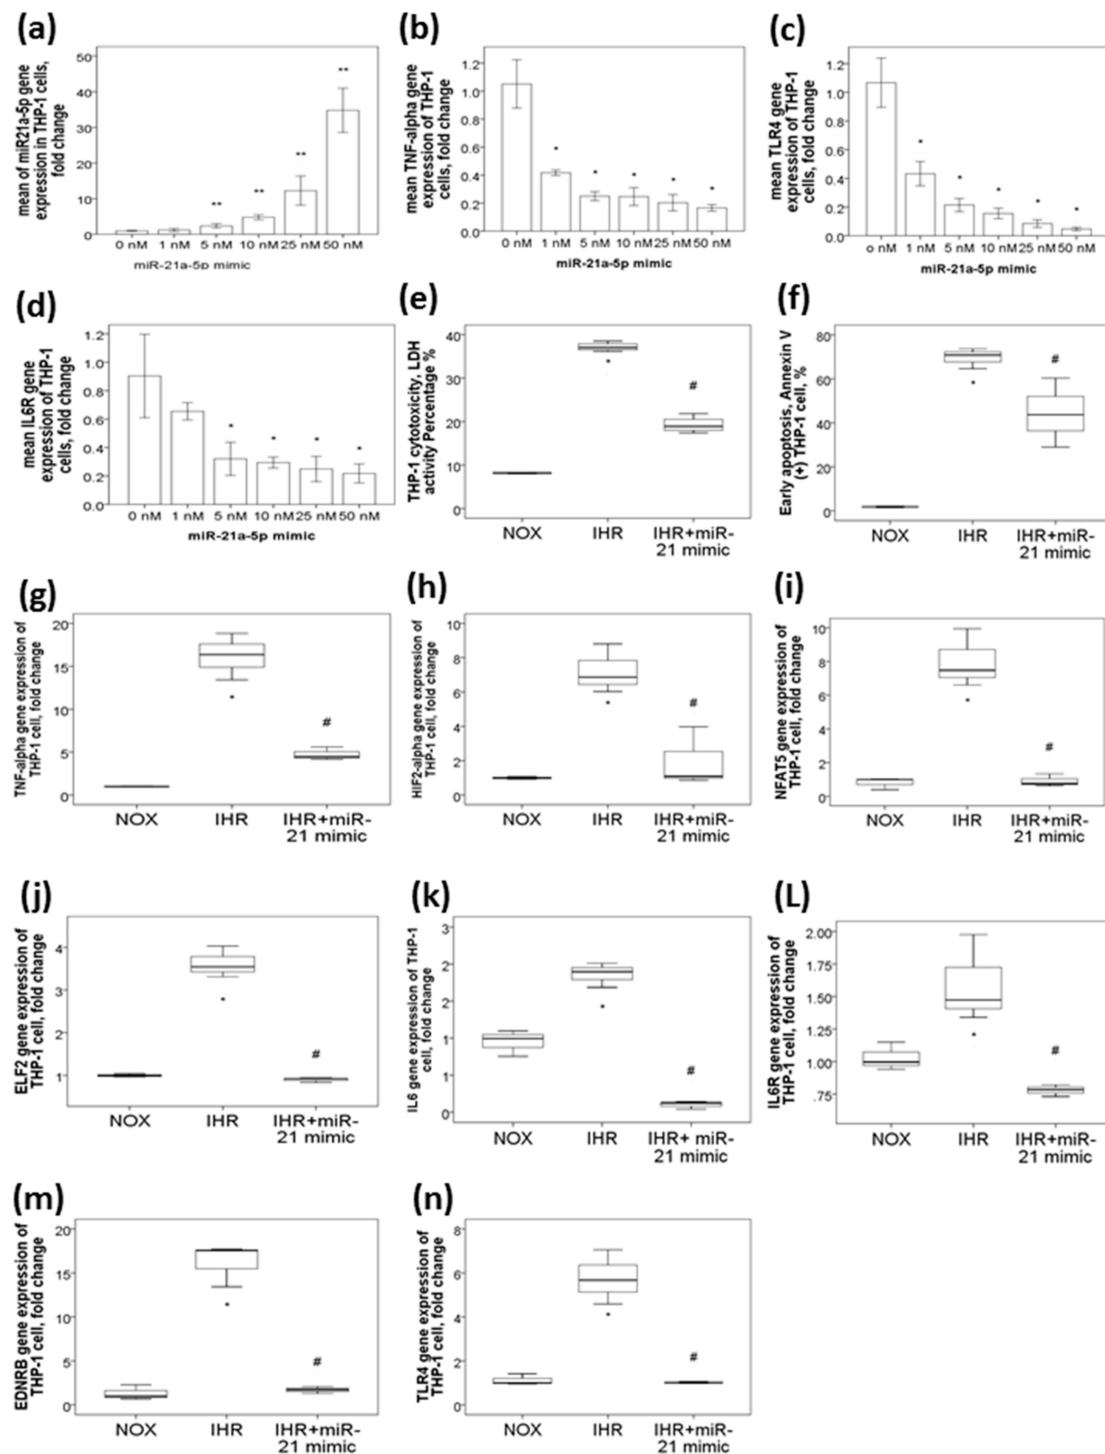 (a)
mean of miR21a-5p gene
expression in THP-1 cells,
fold change
50
40
30
20
10
0
** ** ** **
0 nM 1 nM 5 nM 10 nM 25 nM 50 nM
miR-21a-5p mimic
(b)
mean TNF-alpha gene
expression of THP-1
cells, fold change
1.2
1.0
0.8
0.6
0.4
0.2
0.0
* * * * *
0 nM 1 nM 5 nM 10 nM 25 nM 50 nM
miR-21a-5p mimic
(c)
mean TLR4 gene
expression of THP-1
cells, fold change
1.2
1.0
0.8
0.6
0.4
0.2
0.0
* * * * *
o nM 1 nM 5 nM 10 nM 25 nM 50 nM
miR-21a-5p mimic
(d)
mean IL6R gene
expression of THP-1
cells, fold change
1.2
1.0
0.8
0.6
0.4
0.2
0.0
* * * *
0 nM 1 nM 5 nM 10 nM 25 nM 50 nM
miR-21a-5p mimic
(e)
THP-1 cytotoxicity, LDH
activity Percentage %
40
30
20
10
0
* #
NOX IHR IHR+miR-
21 mimic
(f)
Early apoptosis, Annexin V
(+) THP-1 cell, %
80
60
40
20
0
* #
NOX IHR IHR+miR-
21 mimic
(g)
TNF-alpha gene expression of
THP-1 cell, fold change
20
15
10
5
0
* #
NOX IHR IHR+miR-
21 mimic
(h)
HIF2-alpha gene expression of
THP-1 cell, fold change
10
8
6
4
2
0
* #
NOX IHR IHR+miR-
21 mimic
(i)
NFAT5 gene expression of
THP-1 cell, fold change
10
8
6
4
2
0
* #
NOX IHR IHR+miR-
21 mimic
(j)
ELF2 gene expression of
THP-1 cell, fold change
4
3
2
1
* #
NOX IHR IHR+miR-
21 mimic
(k)
IL6 gene expression of THP-1
cell, fold change
3
2
2
1
1
0
* #
NOX IHR IHR+ miR-
21 mimic
(L)
IL6R gene expression of
THP-1 cell, fold change
2.00
1.75
1.50
1.25
1.00
.75
* #
NOX IHR IHR+miR-
21 mimic
(m)
EDNRB gene expression of
THP-1 cell, fold change
20
15
10
5
0
* #
NOX IHR IHR+miR-
21 mimic
(n)
TLR4 gene expression of
THP-1 cell, fold change
8
6
4
2
0
* #
NOX IHR IHR+miR-
21 mimic